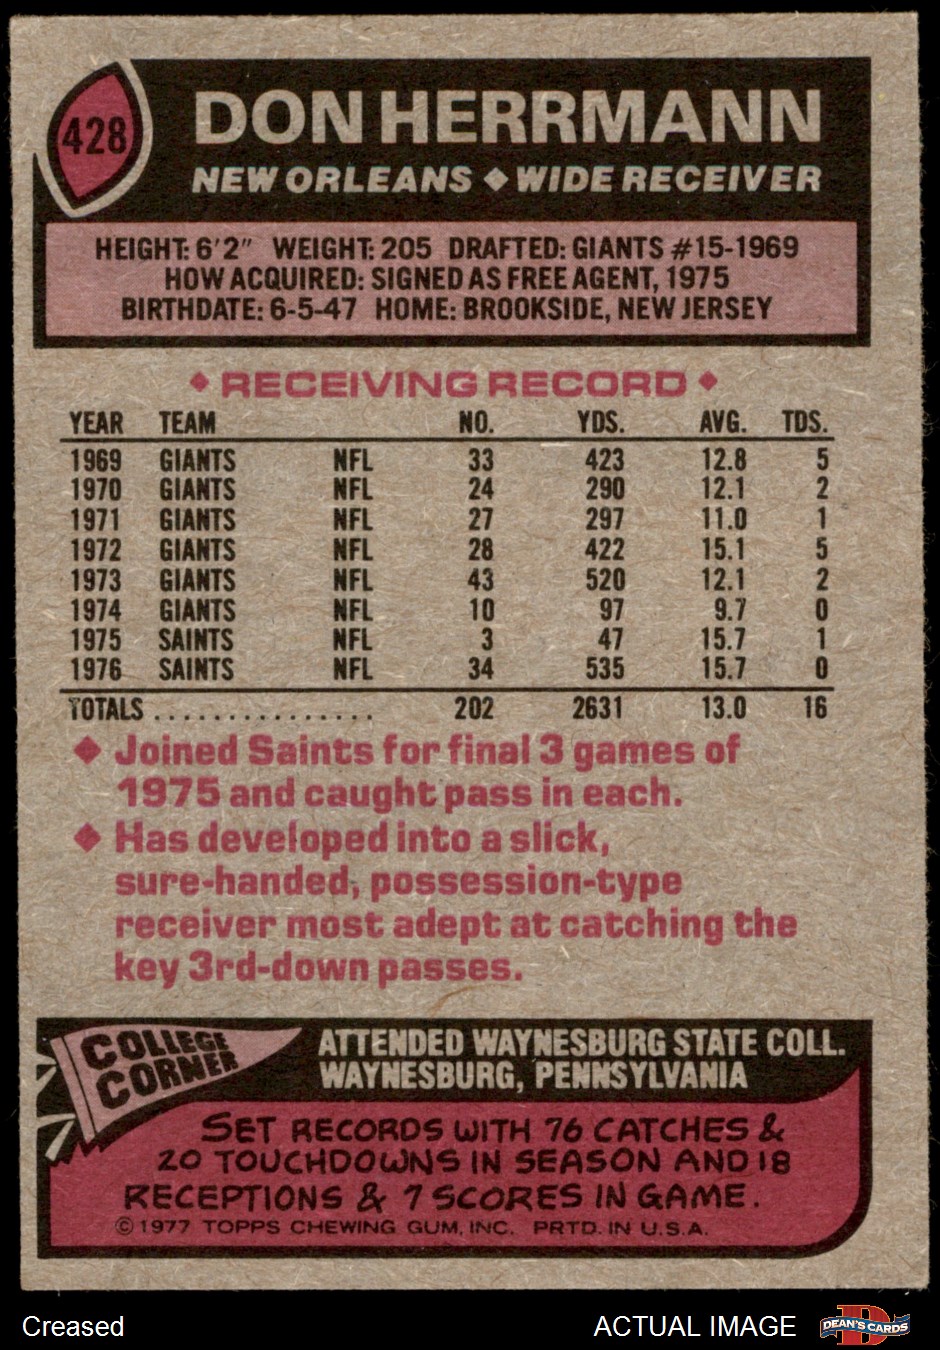 428
DON HERRMANN
NEW ORLEANS ◆ WIDE RECEIVER
HEIGHT: 6'2" WEIGHT: 205 DRAFTED: GIANTS #15-1969
HOW ACQUIRED: SIGNED AS FREE AGENT, 1975
BIRTHDATE: 6-5-47 HOME: BROOKSIDE, NEW JERSEY
◆ RECEIVING RECORD ◆
YEAR TEAM NO. YDS. AVG. TDS.
1969 GIANTS NFL 33 423 12.8 5
1970 GIANTS NFL 24 290 12.1 2
1971 GIANTS NFL 27 297 11.0 1
1972 GIANTS NFL 28 422 15.1 5
1973 GIANTS NFL 43 520 12.1 2
1974 GIANTS NFL 10 97 9.7 0
1975 SAINTS NFL 3 47 15.7 1
1976 SAINTS NFL 34 535 15.7 0
TOTALS ................ 202 2631 13.0 16
◆ Joined Saints for final 3 games of
1975 and caught pass in each.
◆ Has developed into a slick,
sure-handed, possession-type
receiver most adept at catching the
key 3rd-down passes.
COLLEGE
CORNER
ATTENDED WAYNESBURG STATE COLL.
WAYNESBURG, PENNSYLVANIA
SET RECORDS WITH 76 CATCHES &
20 TOUCHDOWNS IN SEASON AND 18
RECEPTIONS & 7 SCORES IN GAME.
© 1977 TOPPS CHEWING GUM, INC. PRTD. IN U.S.A.
Creased
ACTUAL IMAGE
D
DEAN'S CARDS